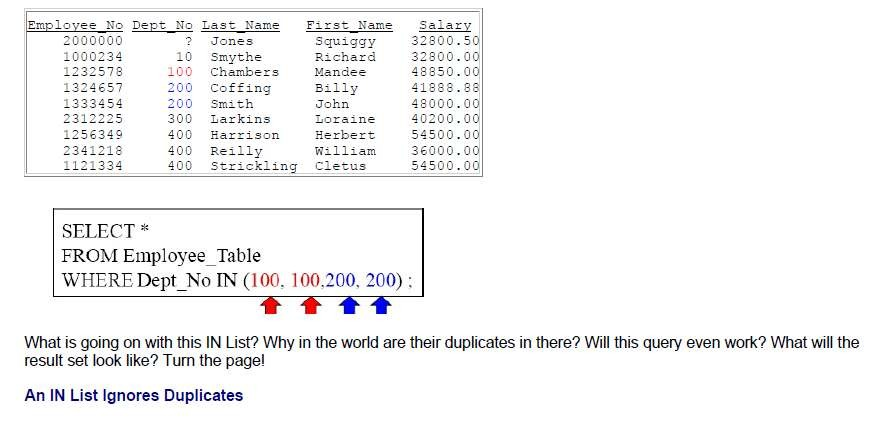 Employee_No Dept_No Last_Name First_Name Salary
2000000 ? Jones Squiggy 32800.50
1000234 10 Smythe Richard 32800.00
1232578 100 Chambers Mandee 48850.00
1324657 200 Coffing Billy 41888.88
1333454 200 Smith John 48000.00
2312225 300 Larkins Loraine 40200.00
1256349 400 Harrison Herbert 54500.00
2341218 400 Reilly William 36000.00
1121334 400 Strickling Cletus 54500.00
SELECT *
FROM Employee_Table
WHERE Dept_No IN (100, 100,200, 200) ;
What is going on with this IN List? Why in the world are their duplicates in there? Will this query even work? What will the
result set look like? Turn the page!
An IN List Ignores Duplicates